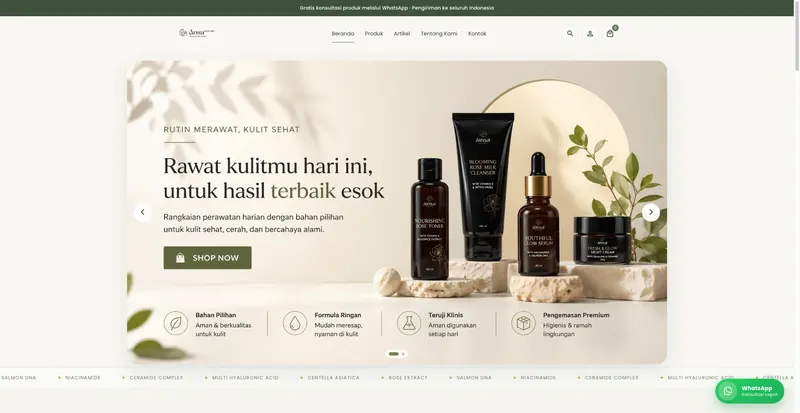 Gratis konsultasi produk melalui WhatsApp · Pengiriman ke seluruh Indonesia
Beranda
Produk
Artikel
Tentang Kami
Kontak
0
RUTIN MERAWAT, KULIT SEHAT
Rawat kulitmu hari ini,
untuk hasil terbaik esok
Rangkaian perawatan harian dengan bahan pilihan
untuk kulit sehat, cerah, dan bercahaya alami.
SHOP NOW
NOURISHING
ROSE TONER
BLOOMING
ROSE MILK
CLEANSER
YOUTHFUL
GLOW SERUM
FRESH & GLOW
NIGHT CREAM
Bahan Pilihan
Aman & berkualitas
untuk kulit
Formula Ringan
Mudah meresap,
nyaman di kulit
Teruji Klinis
Aman digunakan
setiap hari
Pengemasan Premium
Higienis & ramah
lingkungan
SALMON DNA + NIACINAMIDE + CERAMIDE COMPLEX + MULTI HYALURONIC ACID + CENTELLA ASIATICA + ROSE EXTRACT + SALMON DNA + NIACINAMIDE + CERAMIDE COMPLEX + MULTI HYALURONIC ACID + CENTELLA A
WhatsApp
Konsultasi cepat